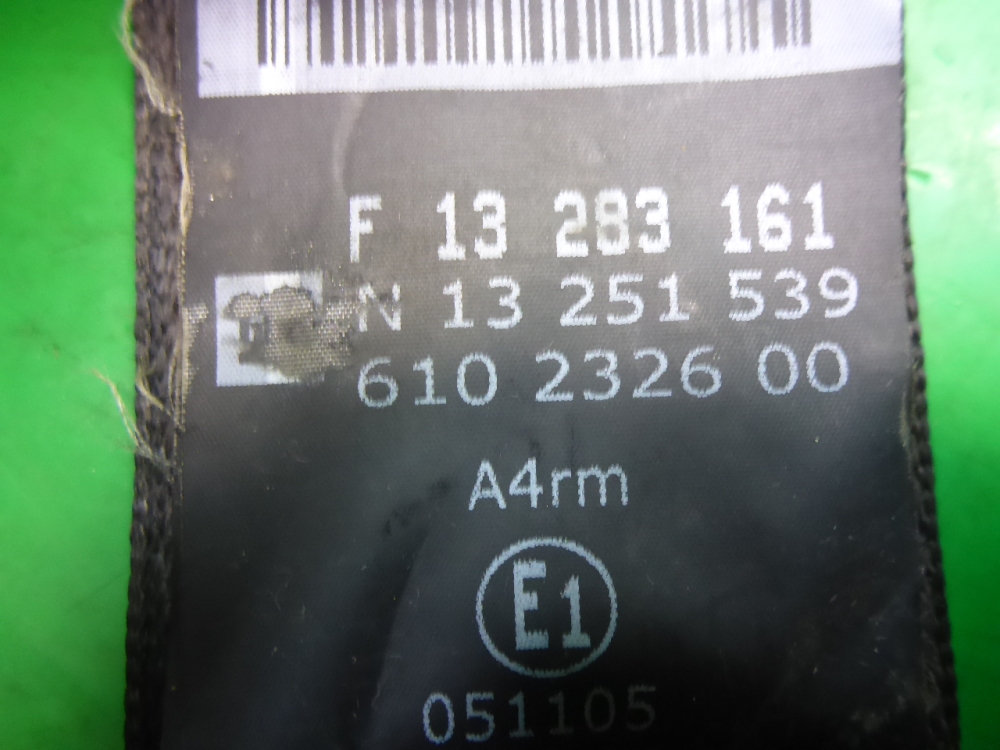 F 13 283 161
N 13 251 539
610 2326 00
A4rm
E1
051105